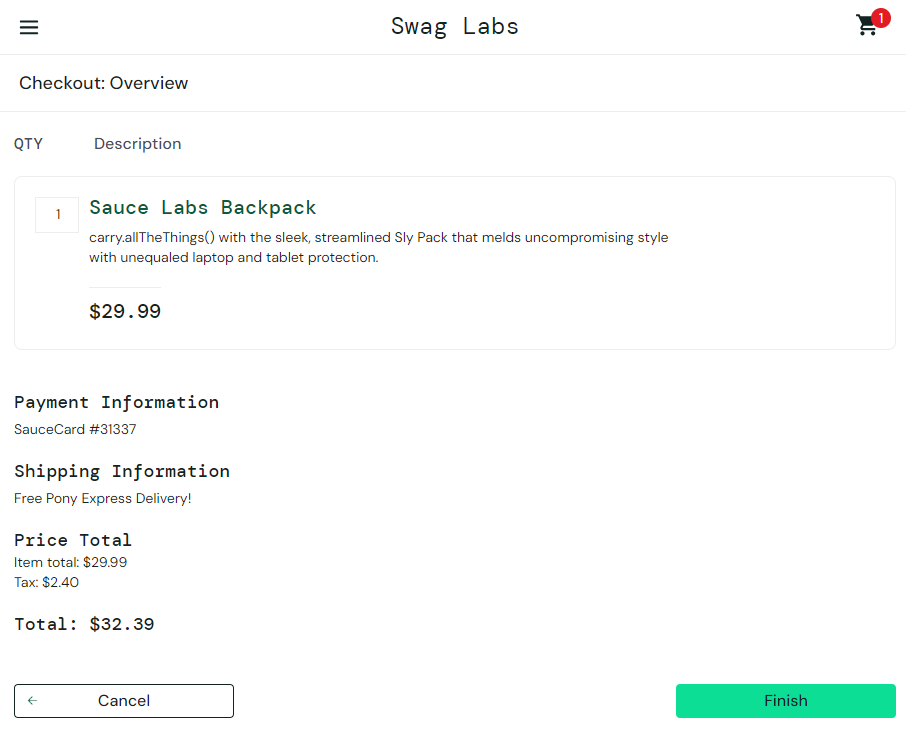 Swag Labs
1
Checkout: Overview
QTY Description
1
Sauce Labs Backpack
carry.allTheThings() with the sleek, streamlined Sly Pack that melds uncompromising style
with unequaled laptop and tablet protection.
$29.99
Payment Information
SauceCard #31337
Shipping Information
Free Pony Express Delivery!
Price Total
Item total: $29.99
Tax: $2.40
Total: $32.39
Cancel
Finish